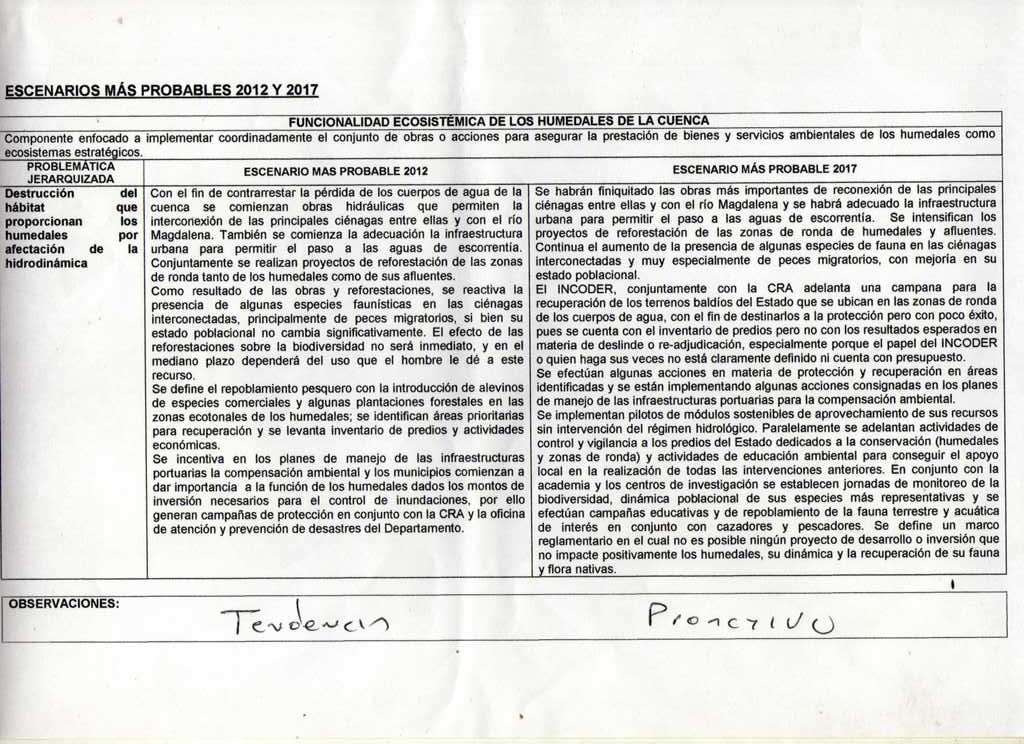 ESCENARIOS MÁS PROBABLES 2012 Y 2017
FUNCIONALIDAD ECOSISTÉMICA DE LOS HUMEDALES DE LA CUENCA
Componente enfocado a implementar coordinadamente el conjunto de obras o acciones para asegurar la prestación de bienes y servicios ambientales de los humedales como
ecosistemas estratégicos.
PROBLEMÁTICA
JERARQUIZADA
ESCENARIO MAS PROBABLE 2012
ESCENARIO MÁS PROBABLE 2017
Destrucción del
hábitat que
proporcionan los
humedales por
afectación de la
hidrodinámica
Con el fin de contrarrestar la pérdida de los cuerpos de agua de la
cuenca se comienzan obras hidráulicas que permiten la
interconexión de las principales ciénagas entre ellas y con el río
Magdalena. También se comienza la adecuación la infraestructura
urbana para permitir el paso a las aguas de escorrentía.
Conjuntamente se realizan proyectos de reforestación de las zonas
de ronda tanto de los humedales como de sus afluentes.
Como resultado de las obras y reforestaciones, se reactiva la
presencia de algunas especies faunísticas en las ciénagas
interconectadas, principalmente de peces migratorios, si bien su
estado poblacional no cambia significativamente. El efecto de las
reforestaciones sobre la biodiversidad no será inmediato, y en el
mediano plazo dependerá del uso que el hombre le dé a este
recurso.
Se define el repoblamiento pesquero con la introducción de alevinos
de especies comerciales y algunas plantaciones forestales en las
zonas ecotonales de los humedales; se identifican áreas prioritarias
para recuperación y se levanta inventario de predios y actividades
económicas.
Se incentiva en los planes de manejo de las infraestructuras
portuarias la compensación ambiental y los municipios comienzan a
dar importancia a la función de los humedales dados los montos de
inversión necesarios para el control de inundaciones, por ello
generan campañas de protección en conjunto con la CRA y la oficina
de atención y prevención de desastres del Departamento.
Se habrán finiquitado las obras más importantes de reconexión de las principales
ciénagas entre ellas y con el río Magdalena y se habrá adecuado la infraestructura
urbana para permitir el paso a las aguas de escorrentía. Se intensifican los
proyectos de reforestación de las zonas de ronda de humedales y afluentes.
Continua el aumento de la presencia de algunas especies de fauna en las ciénagas
interconectadas y muy especialmente de peces migratorios, con mejoría en su
estado poblacional.
El INCODER, conjuntamente con la CRA adelanta una campana para la
recuperación de los terrenos baldíos del Estado que se ubican en las zonas de ronda
de los cuerpos de agua, con el fin de destinarlos a la protección pero con poco éxito,
pues se cuenta con el inventario de predios pero no con los resultados esperados en
materia de deslinde o re-adjudicación, especialmente porque el papel del INCODER
o quien haga sus veces no está claramente definido ni cuenta con presupuesto.
Se efectúan algunas acciones en materia de protección y recuperación en áreas
identificadas y se están implementando algunas acciones consignadas en los planes
de manejo de las infraestructuras portuarias para la compensación ambiental.
Se implementan pilotos de módulos sostenibles de aprovechamiento de sus recursos
sin intervención del régimen hidrológico. Paralelamente se adelantan actividades de
control y vigilancia a los predios del Estado dedicados a la conservación (humedales
y zonas de ronda) y actividades de educación ambiental para conseguir el apoyo
local en la realización de todas las intervenciones anteriores. En conjunto con la
academia y los centros de investigación se establecen jornadas de monitoreo de la
biodiversidad, dinámica poblacional de sus especies más representativas y se
efectúan campañas educativas y de repoblamiento de la fauna terrestre y acuática
de interés en conjunto con cazadores y pescadores. Se define un marco
reglamentario en el cual no es posible ningún proyecto de desarrollo o inversión que
no impacte positivamente los humedales, su dinámica y la recuperación de su fauna
y flora nativas.
OBSERVACIONES:
Tendencia
Proactivo